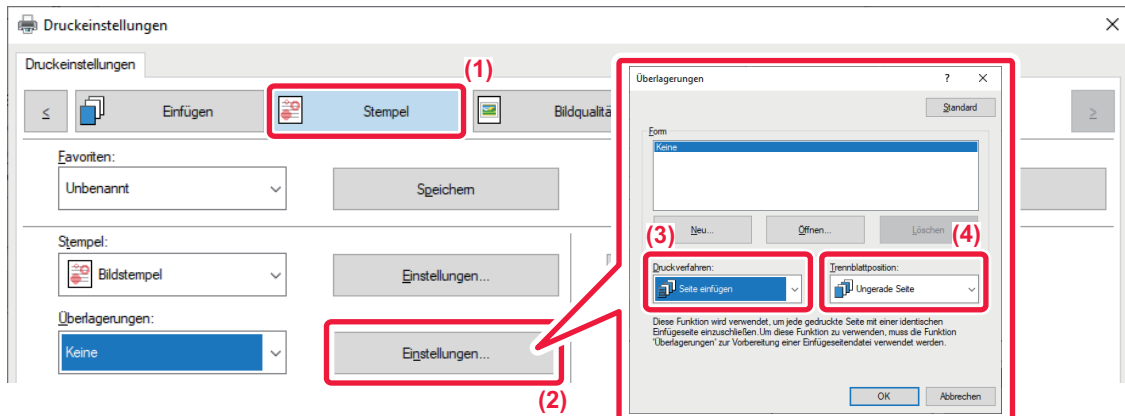 Druckeinstellungen
Druckeinstellungen
(1)
≤
Einfügen
Stempel
Bildqualitä
≥
Favoriten:
Unbenannt
Speichern
Stempel:
Bildstempel
Einstellungen...
Überlagerungen:
Keine
Einstellungen...
(2)
Überlagerungen
?
Standard
Form
Keine
Neu...
Öffnen...
Löschen
(3)
(4)
Druckverfahren:
Trennblattposition:
Seite einfügen
Ungerade Seite
Diese Funktion wird verwendet, um jede gedruckte Seite mit einer identischen
Einfügeseite einzuschließen.Um diese Funktion zu verwenden, muss die Funktion
'Überlagerungen' zur Vorbereitung einer Einfügeseitendatei verwendet werden.
OK
Abbrechen